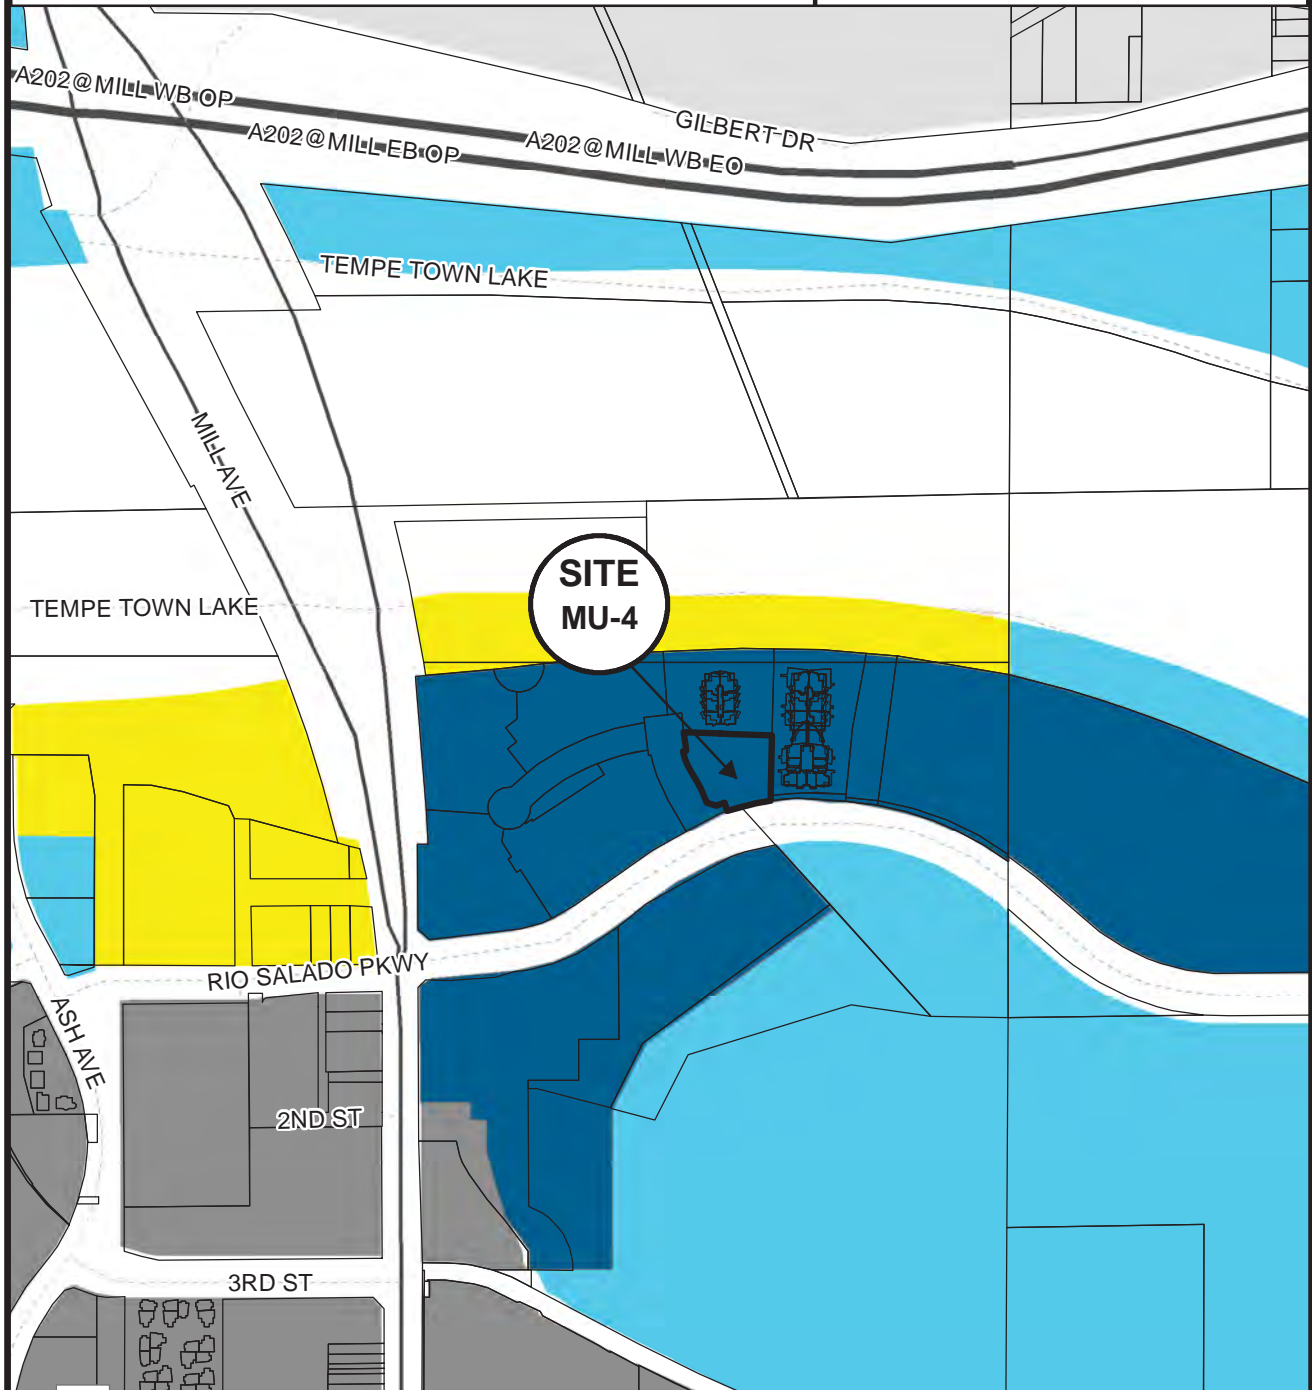 A202@MILL WB OP
A202@MILL EB OP
A202@MILL WB EO
GILBERT DR
TEMPE TOWN LAKE
MILL AVE
SITE
MU-4
TEMPE TOWN LAKE
RIO SALADO PKWY
ASH AVE
2ND ST
3RD ST